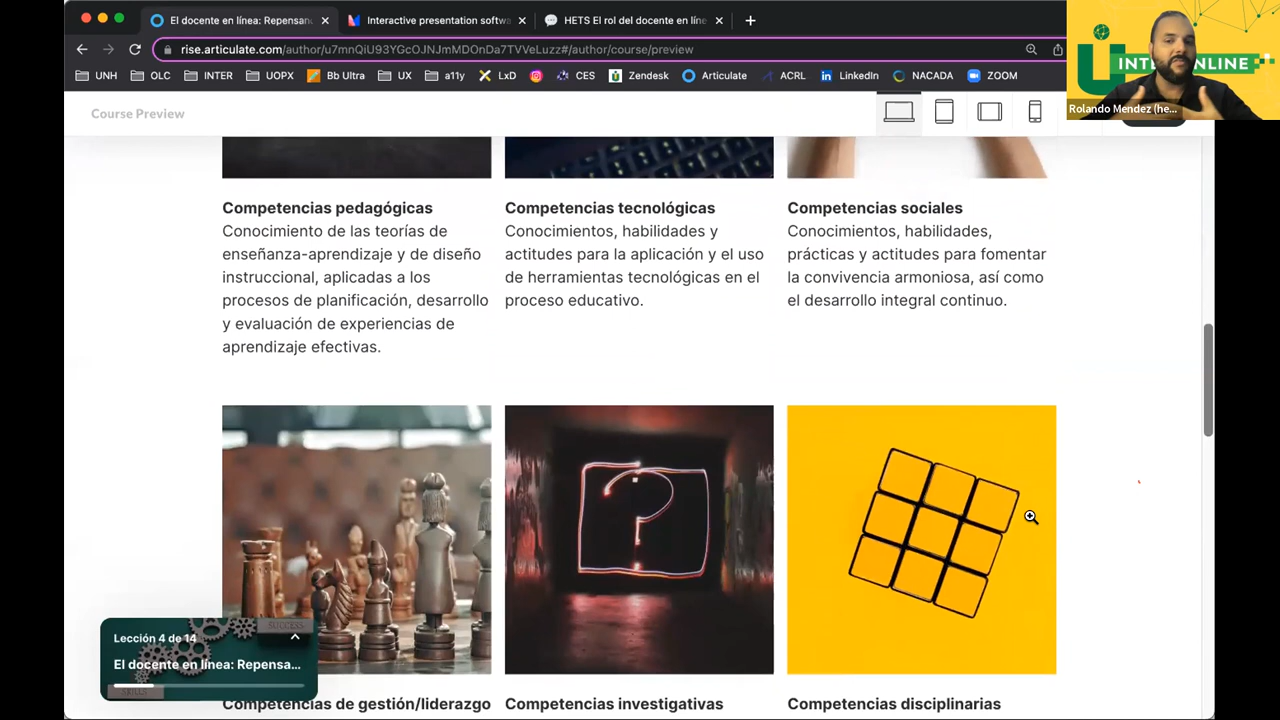 El docente en línea: Repensand
Interactive presentation softwa
HETS El rol del docente en líne
rise.articulate.com/author/u7mnQiU93YGcOJNJmMDOnDa7TVVeLuzz#/author/course/preview
UNH
OLC
INTER
UOPX
Bb Ultra
UX
a11y
LxD
CES
Zendesk
Articulate
ACRL
LinkedIn
NACADA
ZOOM
Rolando Mendez (he...
Course Preview
Competencias pedagógicas
Conocimiento de las teorías de
enseñanza-aprendizaje y de diseño
instruccional, aplicadas a los
procesos de planificación, desarrollo
y evaluación de experiencias de
aprendizaje efectivas.
Competencias tecnológicas
Conocimientos, habilidades y
actitudes para la aplicación y el uso
de herramientas tecnológicas en el
proceso educativo.
Competencias sociales
Conocimientos, habilidades,
prácticas y actitudes para fomentar
la convivencia armoniosa, así como
el desarrollo integral continuo.
?
Lección 4 de 14
SUCCESS
El docente en línea: Repensa...
SKILLS
Competencias de gestión/liderazgo
Competencias investigativas
Competencias disciplinarias